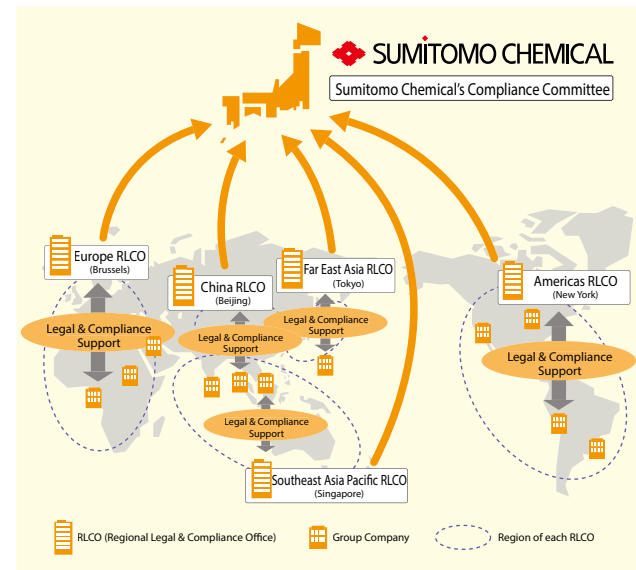 SUMİTOMO CHEMICAL
Sumitomo Chemical's Compliance Committee
Europe RLCO
(Brussels)
China RLCO
(Beijing)
Far East Asia RLCO
(Tokyo)
Americas RLCO
(New York)
Legal & Compliance
Support
Legal & Compliance
Support
Legal & Compliance
Support
Legal & Compliance
Support
Legal & Compliance
Support
Southeast Asia Pacific RLCO
(Singapore)
RLCO (Regional Legal & Compliance Office)
Group Company
Region of each RLCO